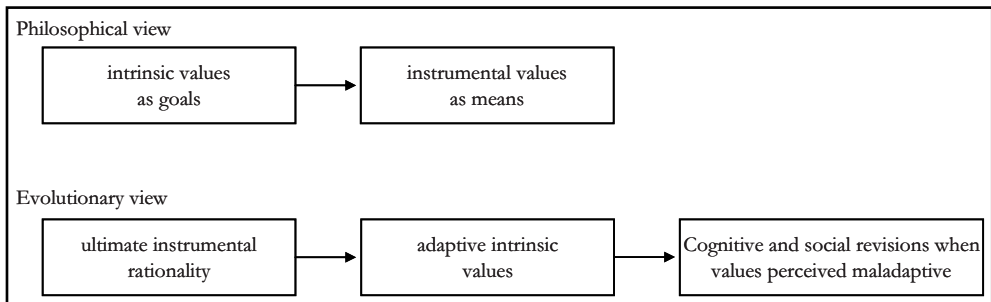 Philosophical view
intrinsic values
as goals
instrumental values
as means
Evolutionary view
ultimate instrumental
rationality
adaptive intrinsic
values
Cognitive and social revisions when
values perceived maladaptive